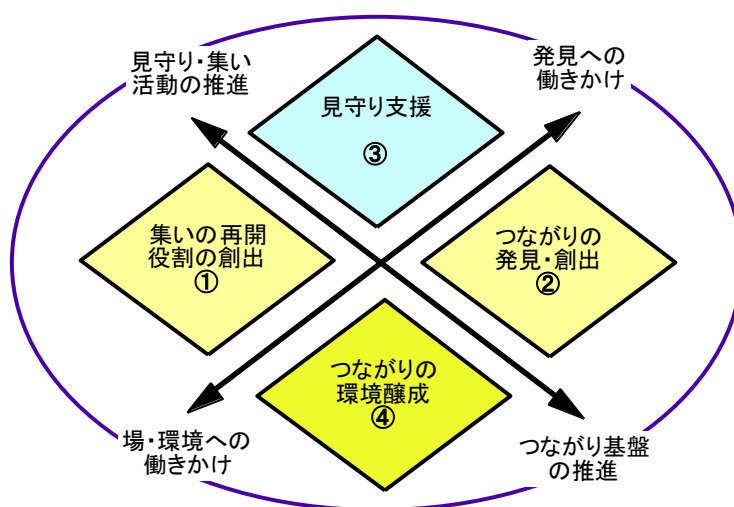 見守り・集い
活動の推進
発見への
働きかけ
見守り支援
③
集いの再開
役割の創出
①
つながりの
発見・創出
②
つながりの
環境醸成
④
場・環境への
働きかけ
つながり基盤
の推進